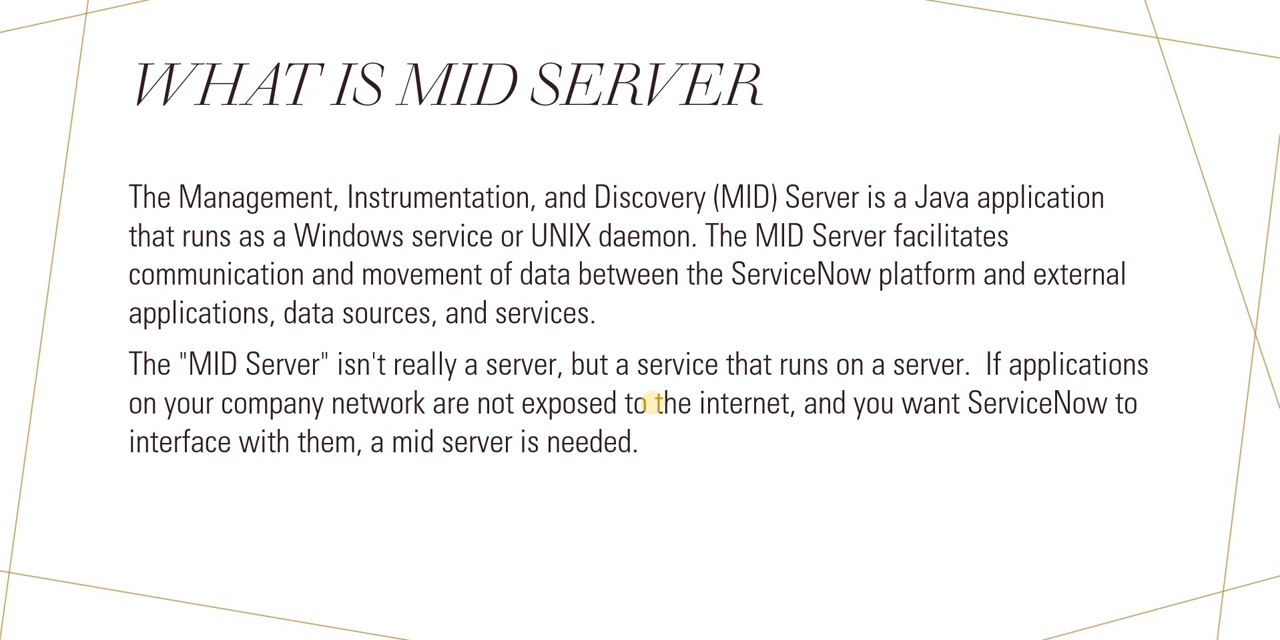 WHAT IS MID SERVER
The Management, Instrumentation, and Discovery (MID) Server is a Java application
that runs as a Windows service or UNIX daemon. The MID Server facilitates
communication and movement of data between the ServiceNow platform and external
applications, data sources, and services.
The "MID Server" isn't really a server, but a service that runs on a server.  If applications
on your company network are not exposed to the internet, and you want ServiceNow to
interface with them, a mid server is needed.